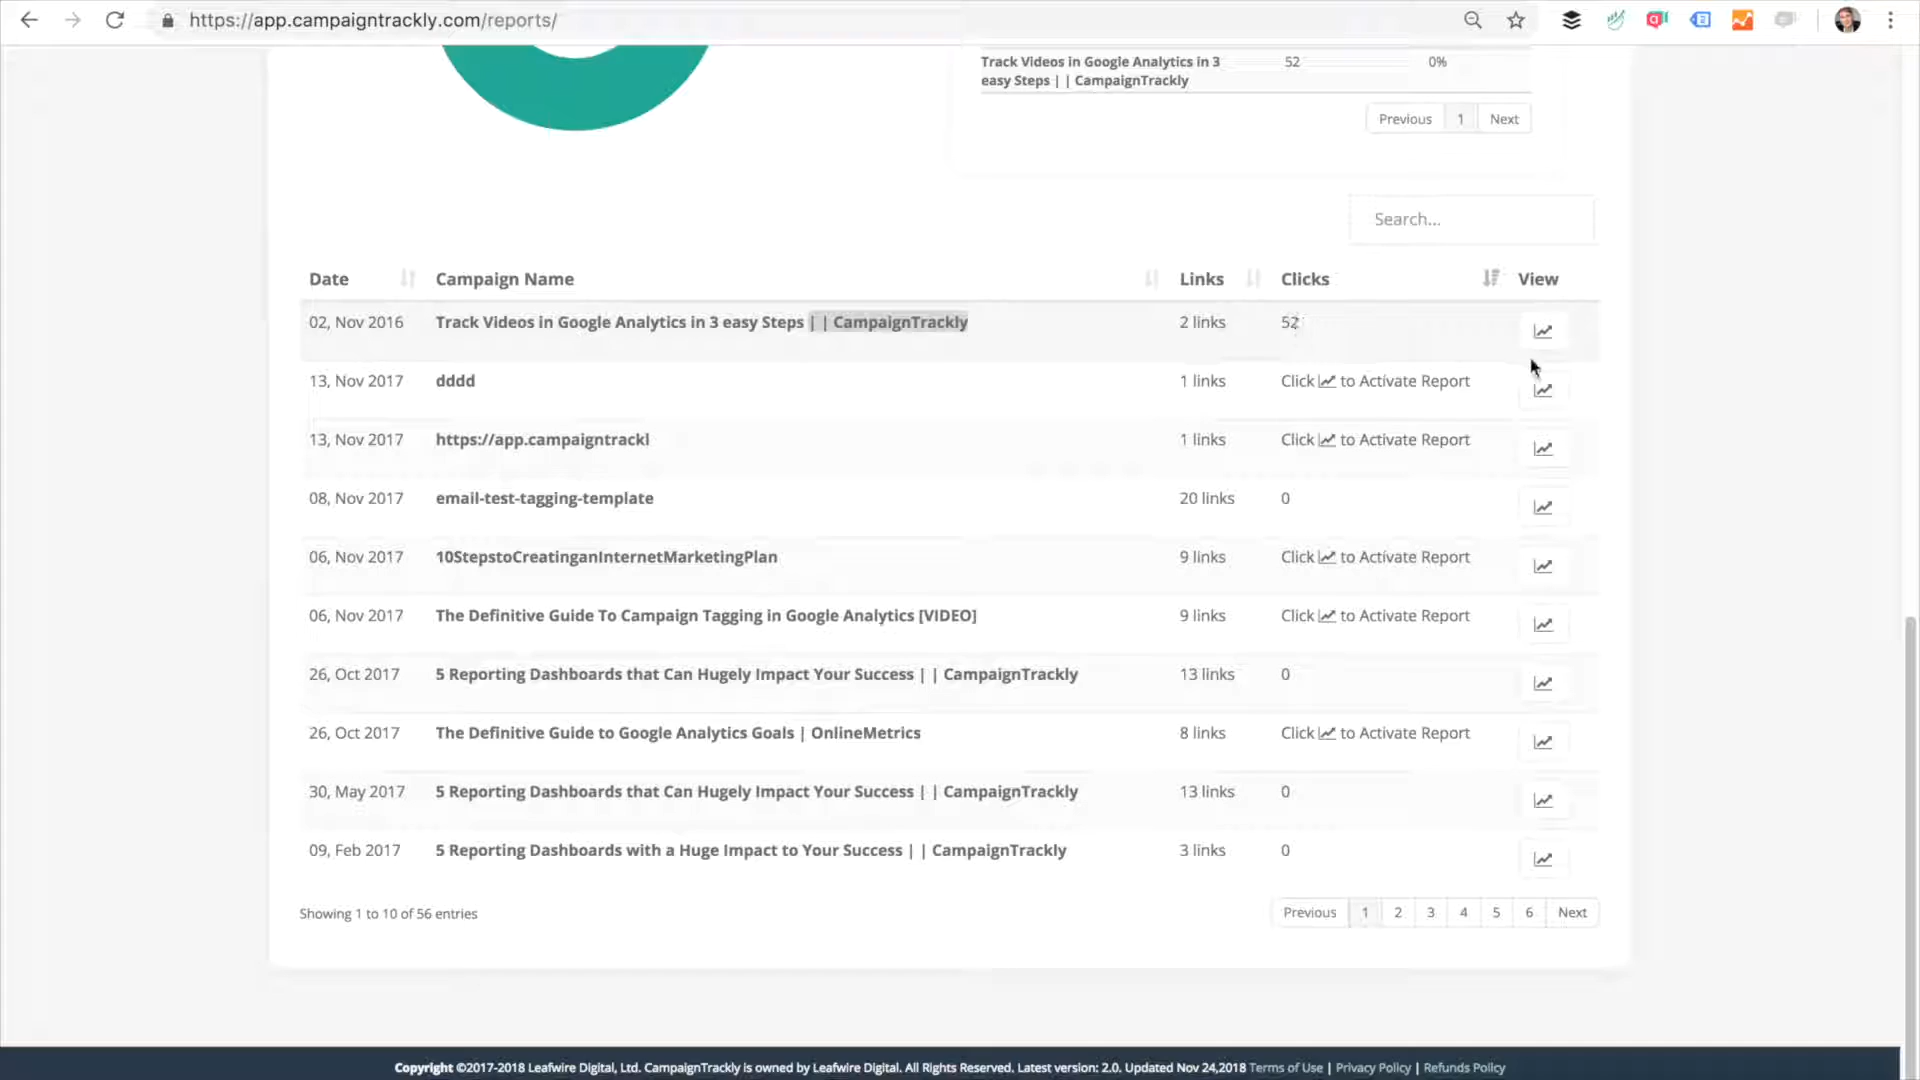 https://app.campaigntrackly.com/reports/
Track Videos in Google Analytics in 3 52 0%
easy Steps | | CampaignTrackly
Previous 1 Next
Search...
Date Campaign Name Links Clicks View
02, Nov 2016 Track Videos in Google Analytics in 3 easy Steps | | CampaignTrackly 2 links 52
13, Nov 2017 dddd 1 links Click to Activate Report
13, Nov 2017 https://app.campaigntrackl 1 links Click to Activate Report
08, Nov 2017 email-test-tagging-template 20 links 0
06, Nov 2017 10StepstoCreatinganInternetMarketingPlan 9 links Click to Activate Report
06, Nov 2017 The Definitive Guide To Campaign Tagging in Google Analytics [VIDEO] 9 links Click to Activate Report
26, Oct 2017 5 Reporting Dashboards that Can Hugely Impact Your Success | | CampaignTrackly 13 links 0
26, Oct 2017 The Definitive Guide to Google Analytics Goals | OnlineMetrics 8 links Click to Activate Report
30, May 2017 5 Reporting Dashboards that Can Hugely Impact Your Success | | CampaignTrackly 13 links 0
09, Feb 2017 5 Reporting Dashboards with a Huge Impact to Your Success | | CampaignTrackly 3 links 0
Showing 1 to 10 of 56 entries Previous 1 2 3 4 5 6 Next
Copyright ©2017-2018 Leafwire Digital, Ltd. CampaignTrackly is owned by Leafwire Digital. All Rights Reserved. Latest version: 2.0. Updated Nov 24,2018 Terms of Use | Privacy Policy | Refunds Policy